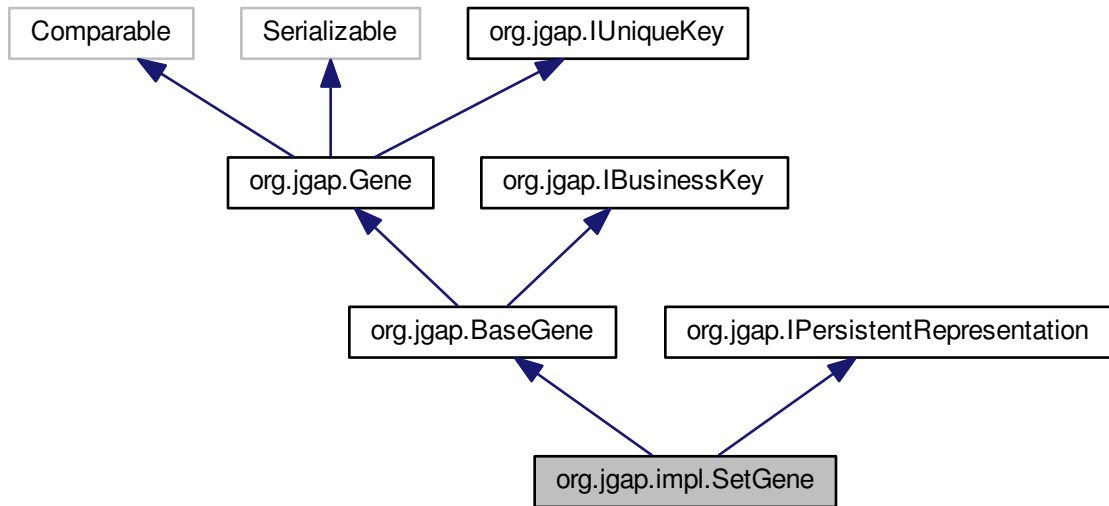 Comparable
Serializable
org.jgap.IUniqueKey
org.jgap.Gene
org.jgap.IBusinessKey
org.jgap.BaseGene
org.jgap.IPersistentRepresentation
org.jgap.impl.SetGene